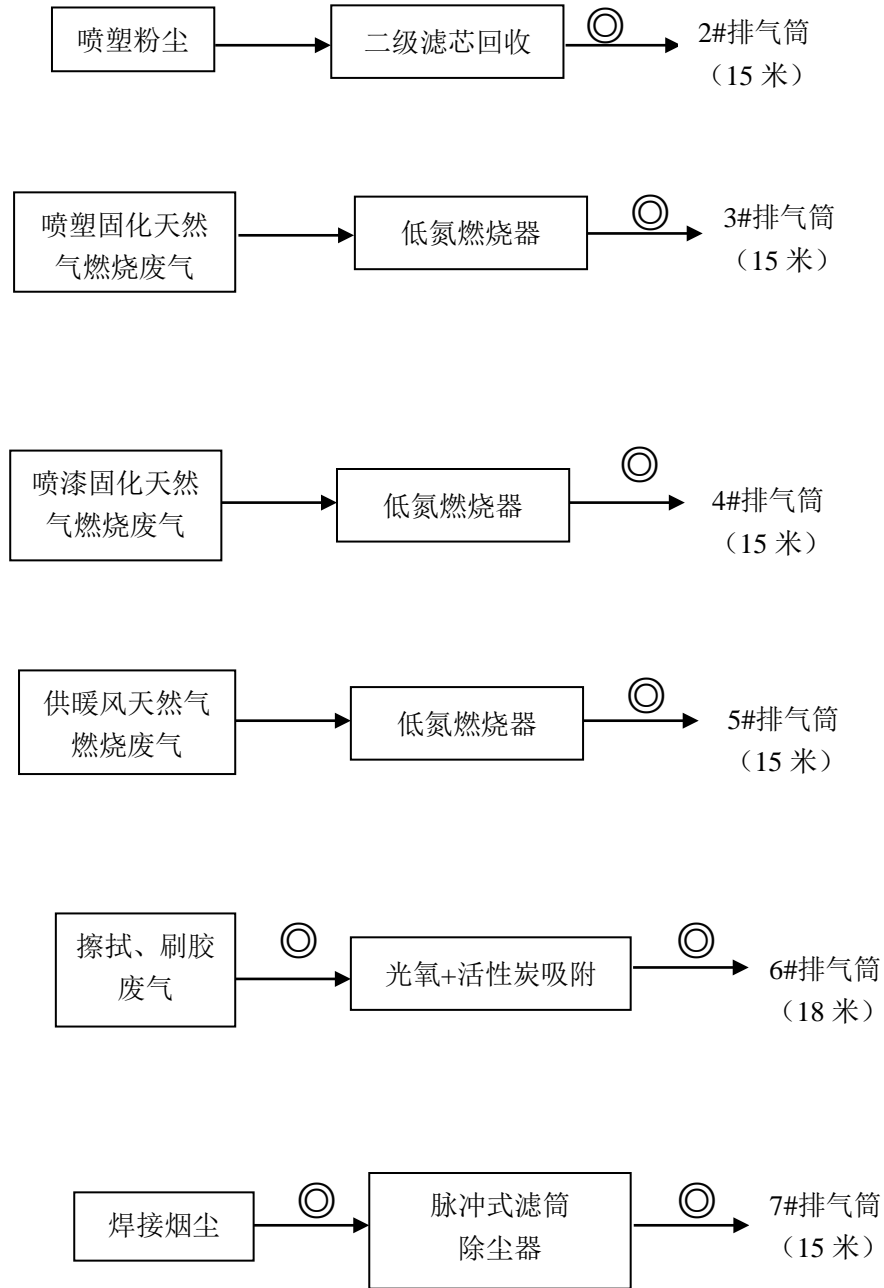 喷塑粉尘
二级滤芯回收
2#排气筒
（15 米）
喷塑固化天然
气燃烧废气
低氮燃烧器
3#排气筒
（15 米）
喷漆固化天然
气燃烧废气
低氮燃烧器
4#排气筒
（15 米）
供暖风天然气
燃烧废气
低氮燃烧器
5#排气筒
（15 米）
擦拭、刷胶
废气
光氧+活性炭吸附
6#排气筒
（18 米）
焊接烟尘
脉冲式滤筒
除尘器
7#排气筒
（15 米）